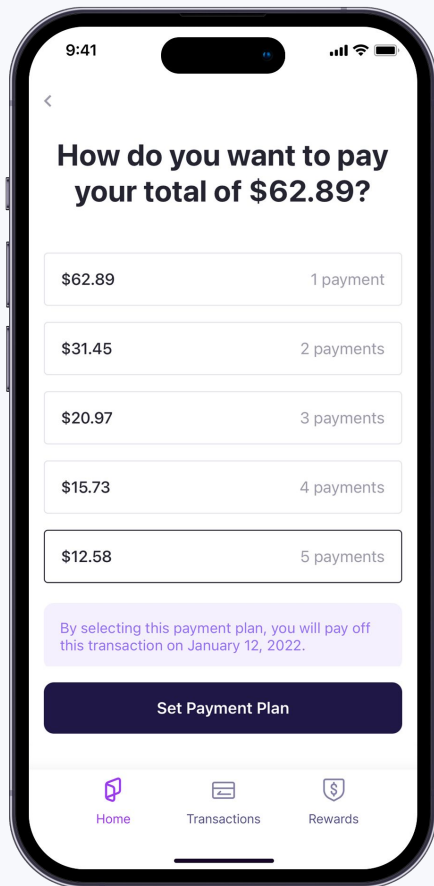 9:41
How do you want to pay
your total of $62.89?
$62.89 1 payment
$31.45 2 payments
$20.97 3 payments
$15.73 4 payments
$12.58 5 payments
By selecting this payment plan, you will pay off
this transaction on January 12, 2022.
Set Payment Plan
Home Transactions Rewards